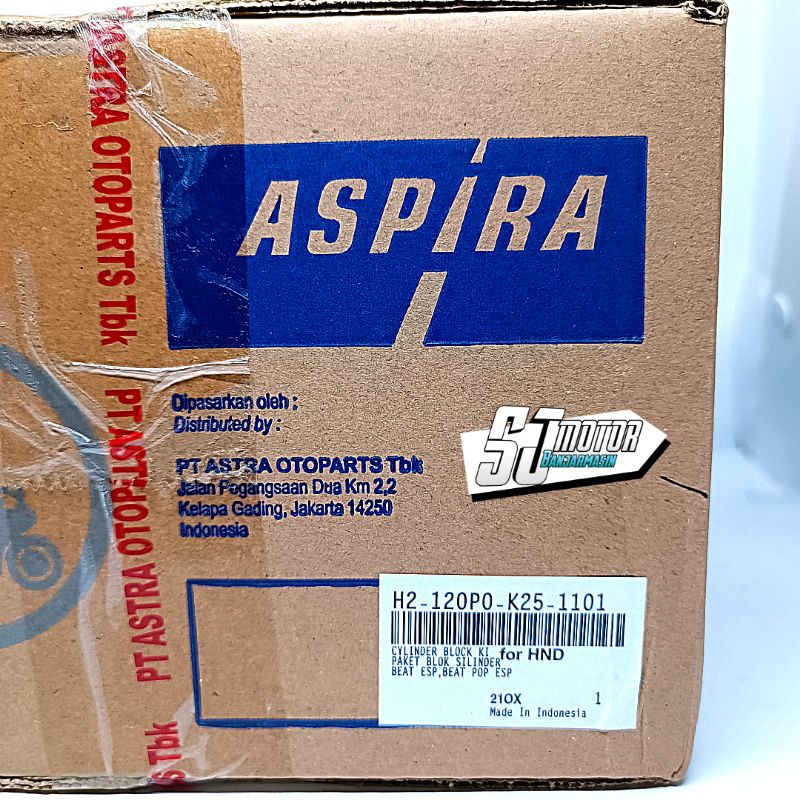 ASPIRA
Dipasarkan oleh :
Distributed by :
PT ASTRA OTOPARTS Tbk
Jalan Pegangsaan Dua Km 2,2
Kelapa Gading, Jakarta 14250
Indonesia
SJ MOTOR
BANJARMASIN
H2-120P0-K25-1101
CYLINDER BLOCK KI for HND
PAKET BLOK SILINDER
BEAT ESP,BEAT POP ESP
210X 1
Made In Indonesia
ASTRA OTOPARTS Tbk
PT ASTRA OTOPARTS
PT ASTRA OTOPARTS
Tbk